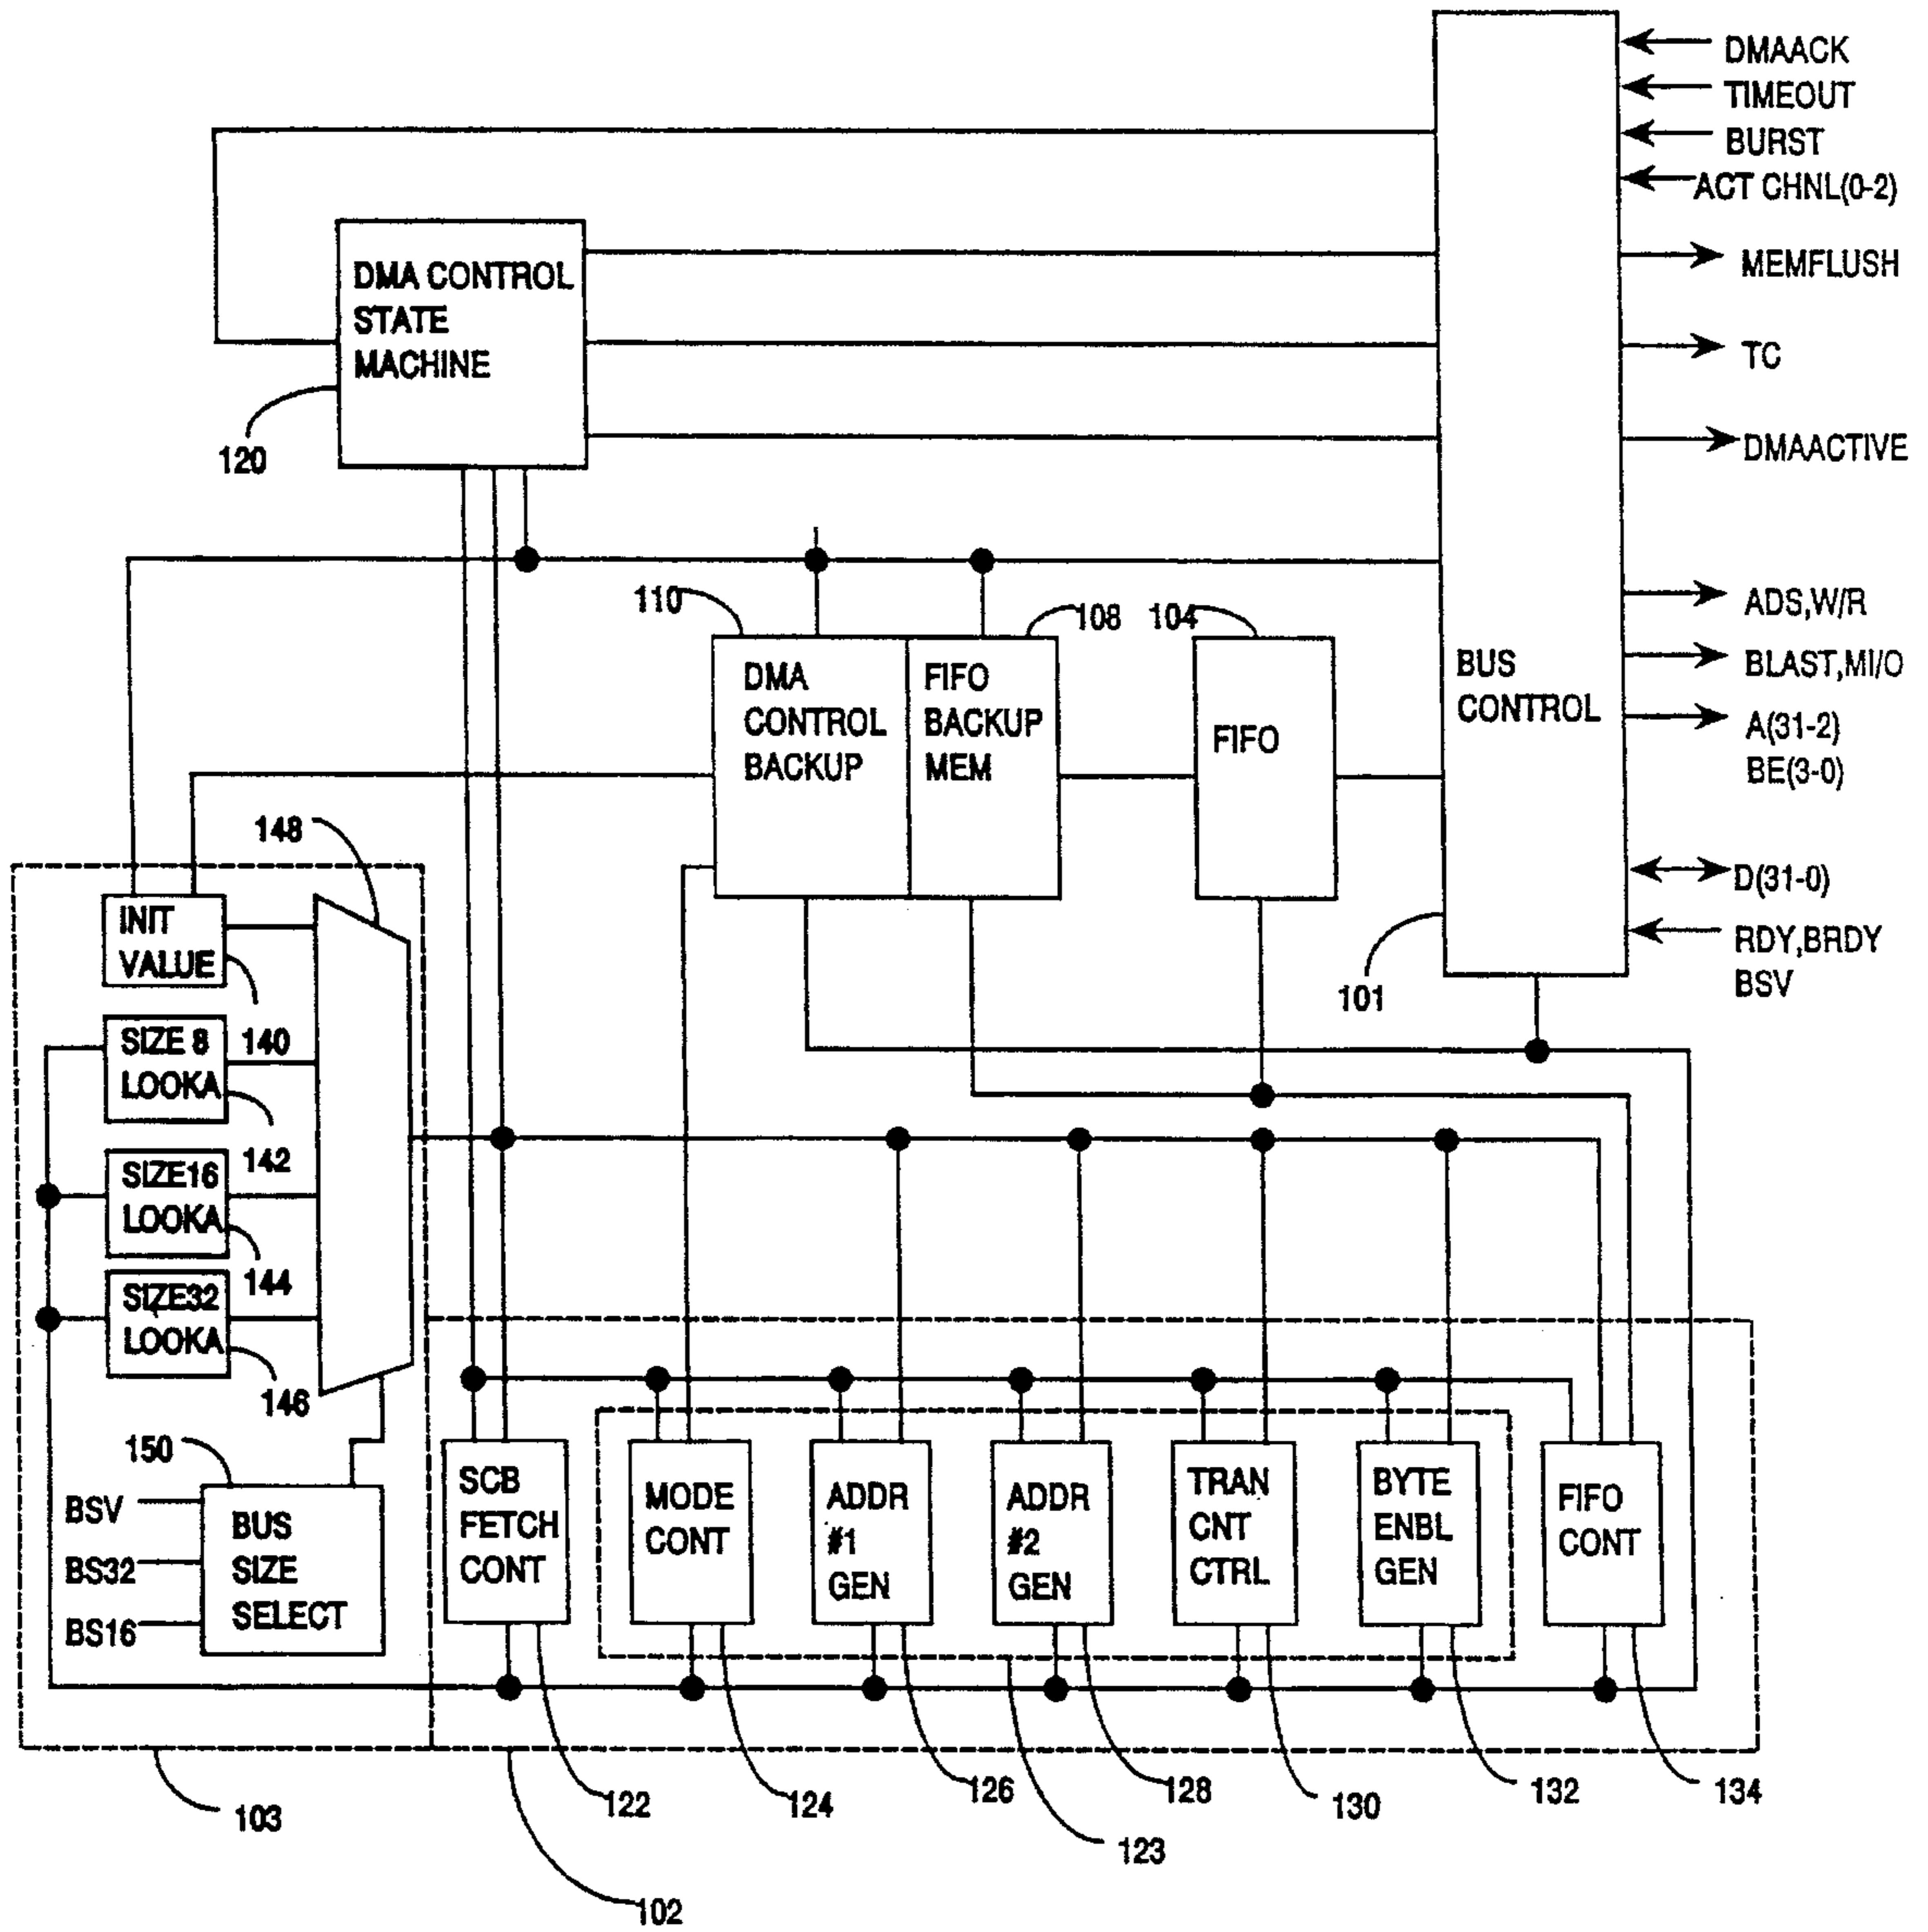 DMAACK
TIMEOUT
BURST
ACT CHNL(0-2)
MEMFLUSH
TC
DMAACTIVE
DMA CONTROL
STATE
MACHINE
120
110
108
104
ADS,W/R
BLAST,MI/O
A(31-2)
BE(3-0)
D(31-0)
RDY,BRDY
BSV
BUS
CONTROL
101
DMA
CONTROL
BACKUP
FIFO
BACKUP
MEM
FIFO
148
INIT
VALUE
140
SIZE 8
LOOKA
142
SIZE16
LOOKA
144
SIZE32
LOOKA
146
150
BSV
BS32
BS16
BUS
SIZE
SELECT
SCB
FETCH
CONT
MODE
CONT
ADDR
#1
GEN
ADDR
#2
GEN
TRAN
CNT
CTRL
BYTE
ENBL
GEN
FIFO
CONT
103
122
124
126
128
130
132
134
123
102